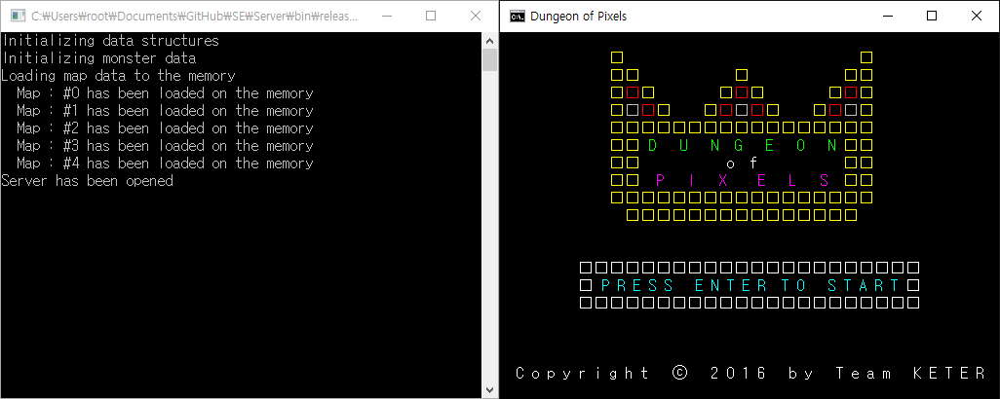 C:₩Users₩root₩Documents₩GitHub₩SE₩Server₩bin₩releas...
Initializing data structures
Initializing monster data
Loading map data to the memory
Map : #0 has been loaded on the memory
Map : #1 has been loaded on the memory
Map : #2 has been loaded on the memory
Map : #3 has been loaded on the memory
Map : #4 has been loaded on the memory
Server has been opened
Dungeon of Pixels
DUNGEON
of
PIXELS
PRESS ENTER TO START
Copyright © 2016 by Team KETER